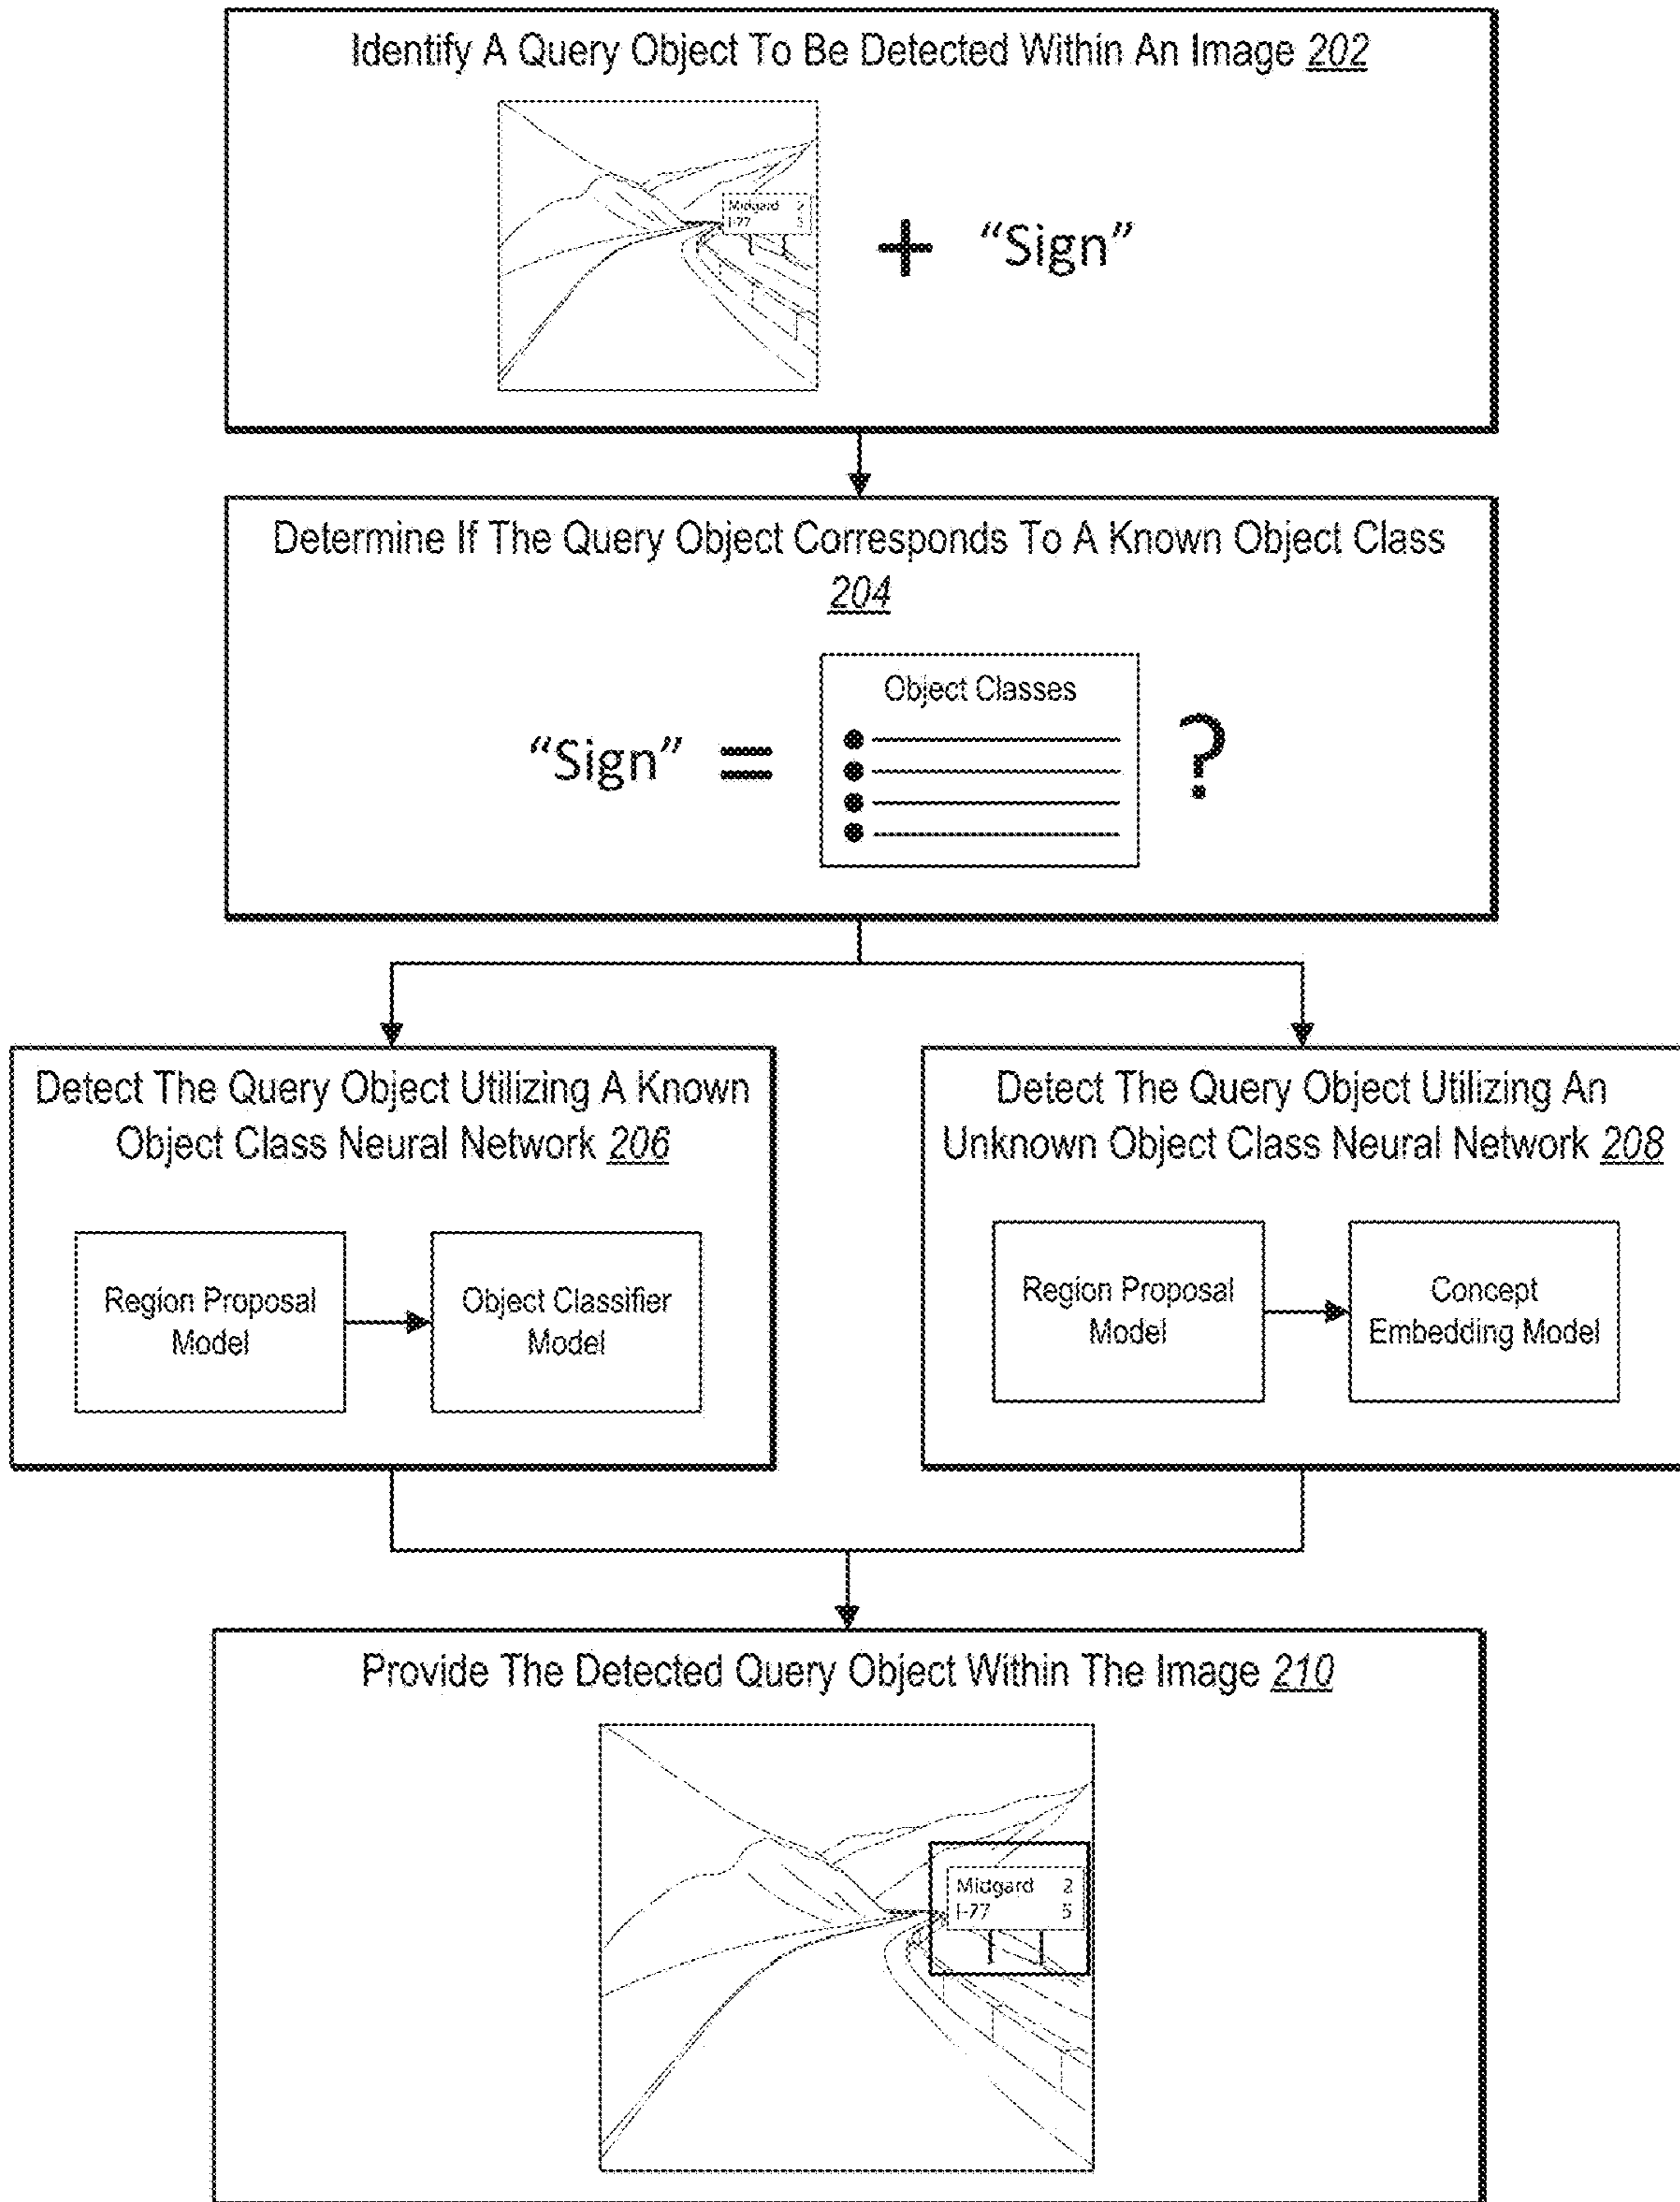 Identify A Query Object To Be Detected Within An Image 202
Midgard 2
I-77 5
+ “Sign”
Determine If The Query Object Corresponds To A Known Object Class
204
Object Classes
“Sign” = ?
Detect The Query Object Utilizing A Known
Object Class Neural Network 206
Region Proposal
Model
Object Classifier
Model
Detect The Query Object Utilizing An
Unknown Object Class Neural Network 208
Region Proposal
Model
Concept
Embedding Model
Provide The Detected Query Object Within The Image 210
Midgard 2
I-77 5